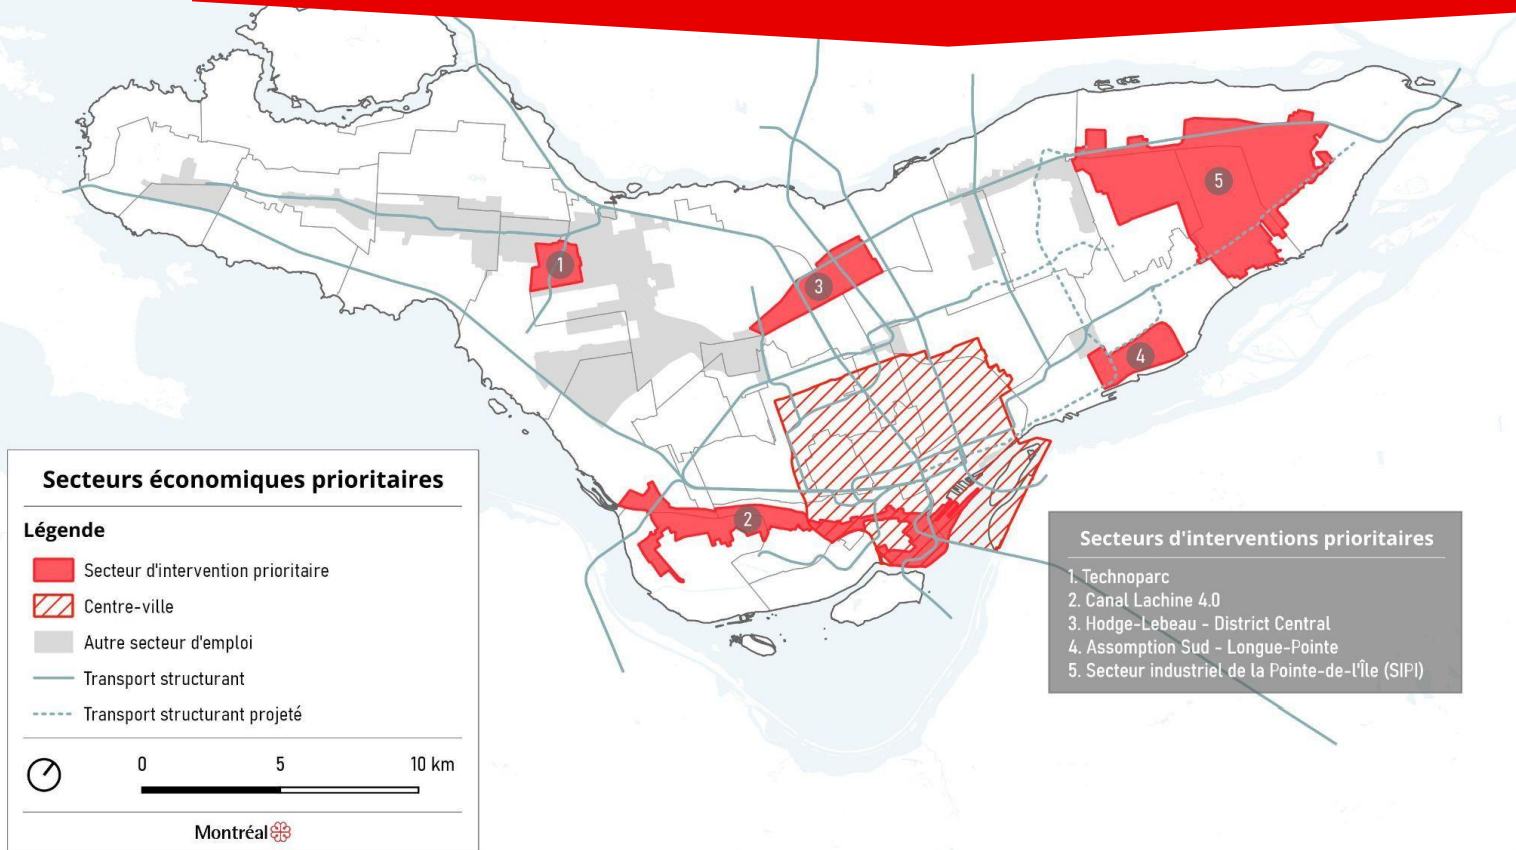 1
2
3
4
5
Secteurs économiques prioritaires
Légende
Secteur d'intervention prioritaire
Centre-ville
Autre secteur d'emploi
Transport structurant
Transport structurant projeté
0 5 10 km
Montréal
Secteurs d'interventions prioritaires
1. Technoparc
2. Canal Lachine 4.0
3. Hodge-Lebeau - District Central
4. Assomption Sud - Longue-Pointe
5. Secteur industriel de la Pointe-de-l'Île (SIPI)